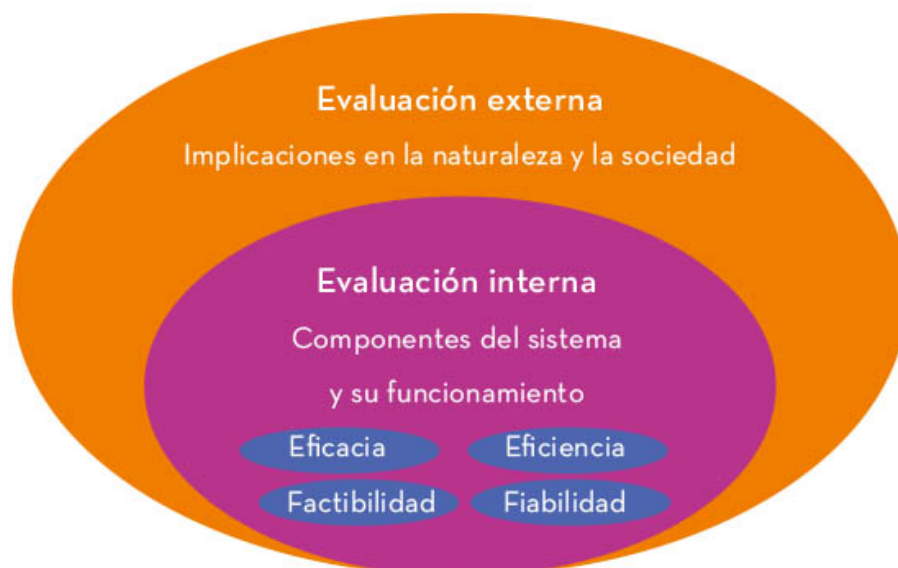 Evaluación externa
Implicaciones en la naturaleza y la sociedad
Evaluación interna
Componentes del sistema
y su funcionamiento
Eficacia
Eficiencia
Factibilidad
Fiabilidad